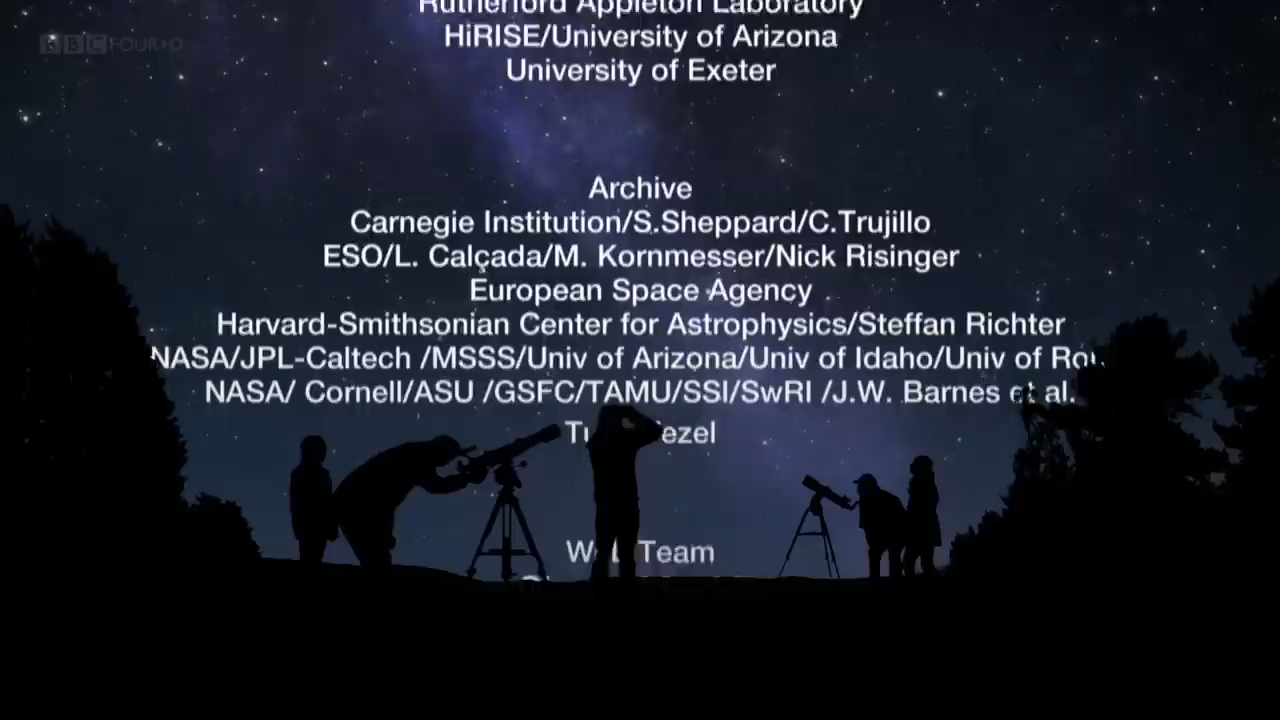 BBC FOUR
Rutherford Appleton Laboratory
HiRISE/University of Arizona
University of Exeter
Archive
Carnegie Institution/S.Sheppard/C.Trujillo
ESO/L. Calçada/M. Kornmesser/Nick Risinger
European Space Agency
Harvard-Smithsonian Center for Astrophysics/Steffan Richter
NASA/JPL-Caltech /MSSS/Univ of Arizona/Univ of Idaho/Univ of
NASA/ Cornell/ASU /GSFC/TAMU/SSI/SwRI /J.W. Barnes et al.
Team